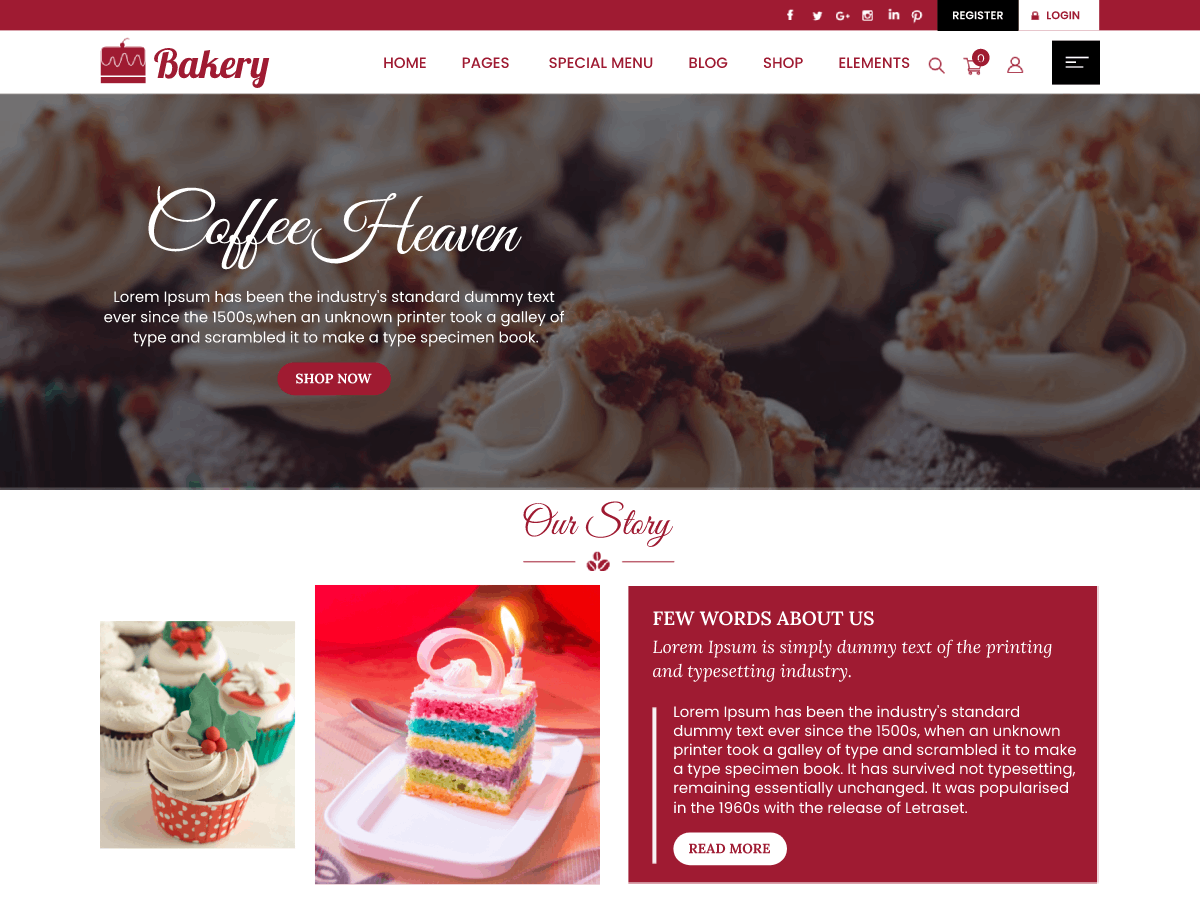 REGISTER
LOGIN
Bakery
HOME
PAGES
SPECIAL MENU
BLOG
SHOP
ELEMENTS
0
Coffee Heaven
Lorem Ipsum has been the industry's standard dummy text
ever since the 1500s,when an unknown printer took a galley of
type and scrambled it to make a type specimen book.
SHOP NOW
Our Story
FEW WORDS ABOUT US
Lorem Ipsum is simply dummy text of the printing
and typesetting industry.
Lorem Ipsum has been the industry's standard
dummy text ever since the 1500s, when an unknown
printer took a galley of type and scrambled it to make
a type specimen book. It has survived not typesetting,
remaining essentially unchanged. It was popularised
in the 1960s with the release of Letraset.
READ MORE